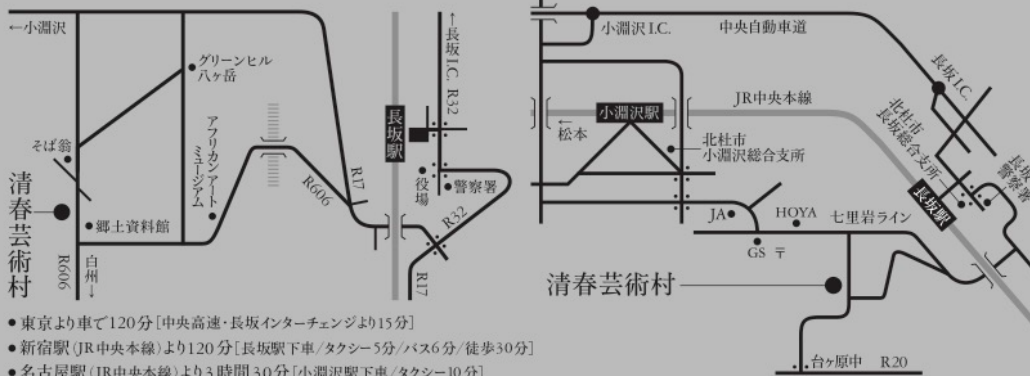 ←小淵沢
グリーンヒル
八ヶ岳
そば翁
清春芸術村
郷土資料館
アフリカンアート
ミュージアム
R606
白州↓
R606
R17
長坂駅
↑長坂I.C. R32
役場
警察署
R32
R17
●東京より車で120分[中央高速・長坂インターチェンジより15分]
●新宿駅(JR中央本線)より120分[長坂駅下車/タクシー5分/バス6分/徒歩30分]
●名古屋駅(JR中央本線)より3時間30分[小淵沢駅下車/タクシー10分]
小淵沢I.C.
中央自動車道
長坂I.C.
JR中央本線
小淵沢駅
←松本
北杜市
小淵沢総合支所
北杜市
長坂総合支所
長坂
警察署
長坂駅
JA
HOYA
七里岩ライン
GS 〒
清春芸術村
台ヶ原中 R20